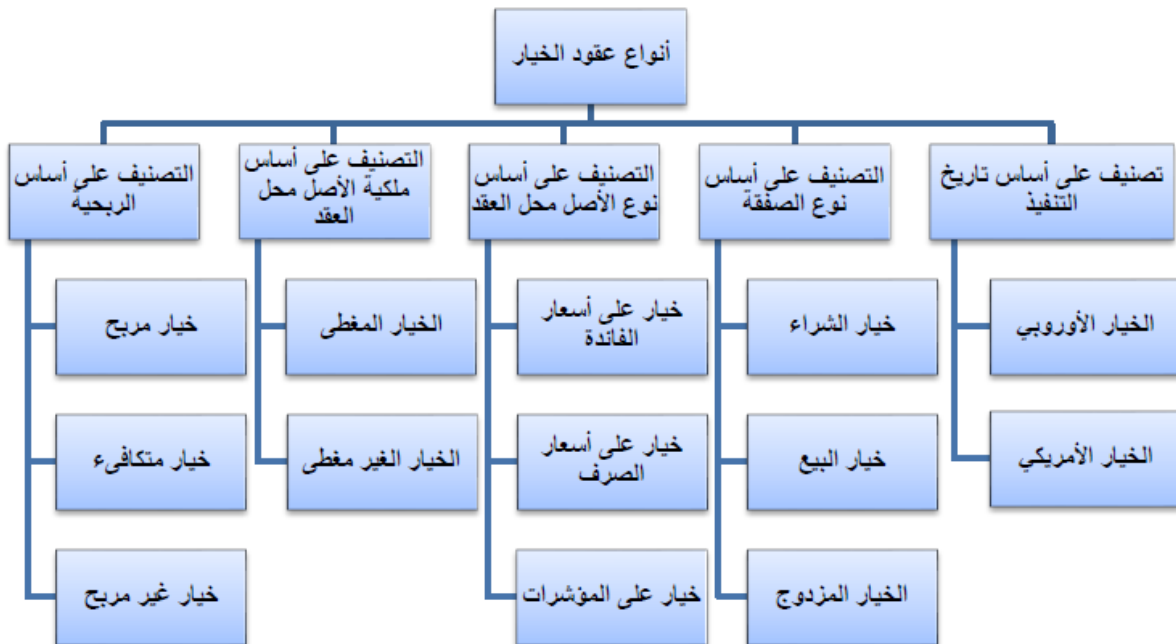 أنواع عقود الخيار
تصنيف على أساس تاريخ
التنفيذ
الخيار الأوروبي
الخيار الأمريكي
التصنيف على أساس
نوع الصفقة
خيار الشراء
خيار البيع
الخيار المزدوج
التصنيف على أساس
نوع الأصل محل العقد
خيار على أسعار
الفائدة
خيار على أسعار
الصرف
خيار على المؤشرات
التصنيف على أساس
ملكية الأصل محل
العقد
الخيار المغطى
الخيار الغير مغطى
التصنيف على أساس
الربحية
خيار مربح
خيار متكافىء
خيار غير مربح